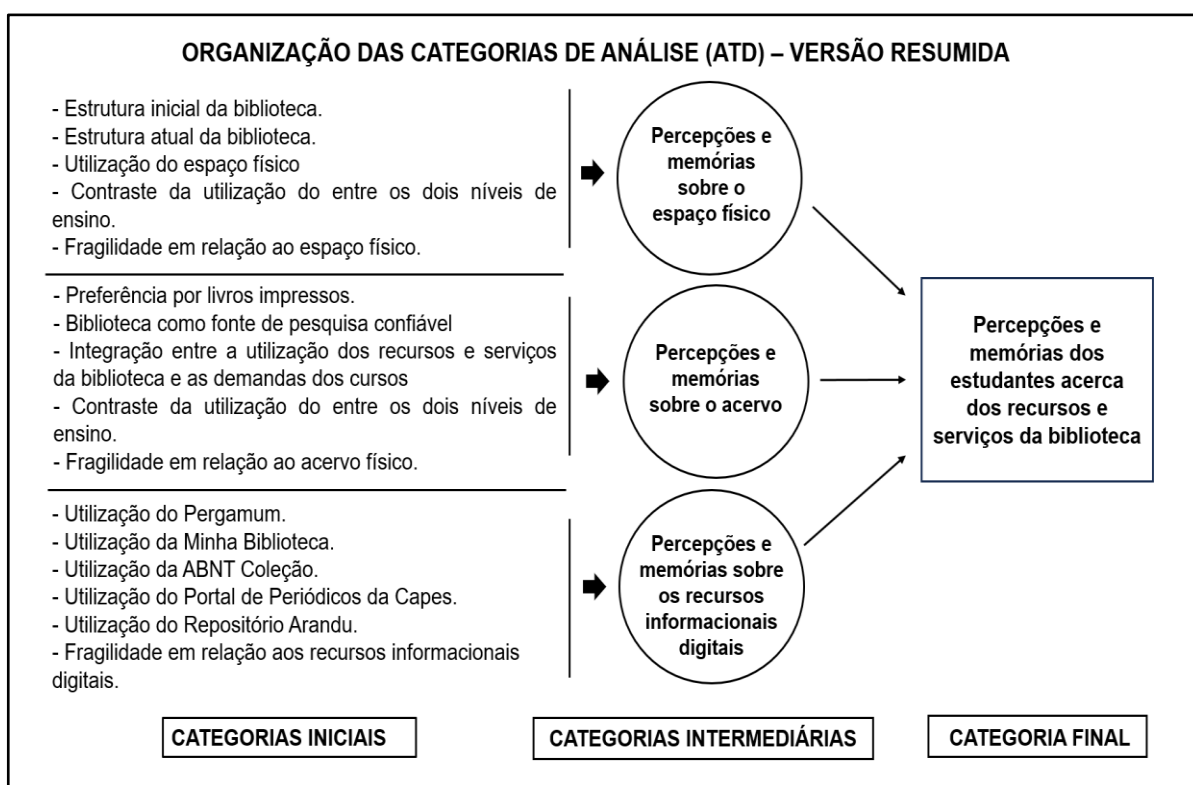 ORGANIZAÇÃO DAS CATEGORIAS DE ANÁLISE (ATD) – VERSÃO RESUMIDA
- Estrutura inicial da biblioteca.
- Estrutura atual da biblioteca.
- Utilização do espaço físico
- Contraste da utilização do entre os dois níveis de
ensino.
- Fragilidade em relação ao espaço físico.
Percepções e
memórias
sobre o
espaço físico
- Preferência por livros impressos.
- Biblioteca como fonte de pesquisa confiável
- Integração entre a utilização dos recursos e serviços
da biblioteca e as demandas dos cursos
- Contraste da utilização do entre os dois níveis de
ensino.
- Fragilidade em relação ao acervo físico.
Percepções e
memórias
sobre o acervo
- Utilização do Pergamum.
- Utilização da Minha Biblioteca.
- Utilização da ABNT Coleção.
- Utilização do Portal de Periódicos da Capes.
- Utilização do Repositório Arandu.
- Fragilidade em relação aos recursos informacionais
digitais.
Percepções e
memórias sobre
os recursos
informacionais
digitais
Percepções e
memórias dos
estudantes acerca
dos recursos e
serviços da biblioteca
CATEGORIAS INICIAIS
CATEGORIAS INTERMEDIÁRIAS
CATEGORIA FINAL